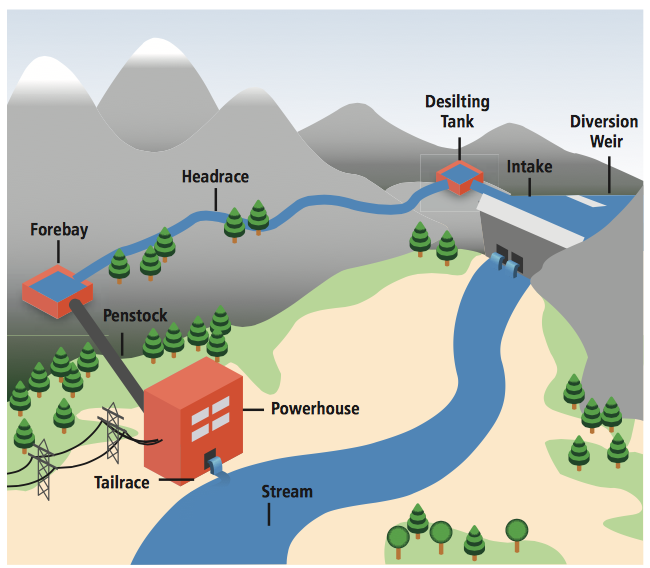 Desilting
Tank
Diversion
Weir
Intake
Headrace
Forebay
Penstock
Powerhouse
Tailrace
Stream